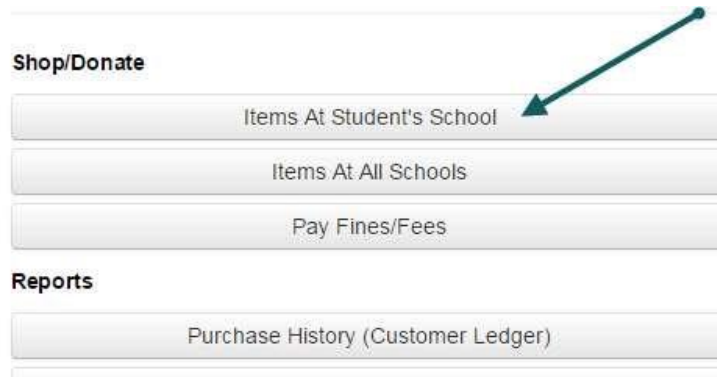 Shop/Donate
Items At Student's School
Items At All Schools
Pay Fines/Fees
Reports
Purchase History (Customer Ledger)